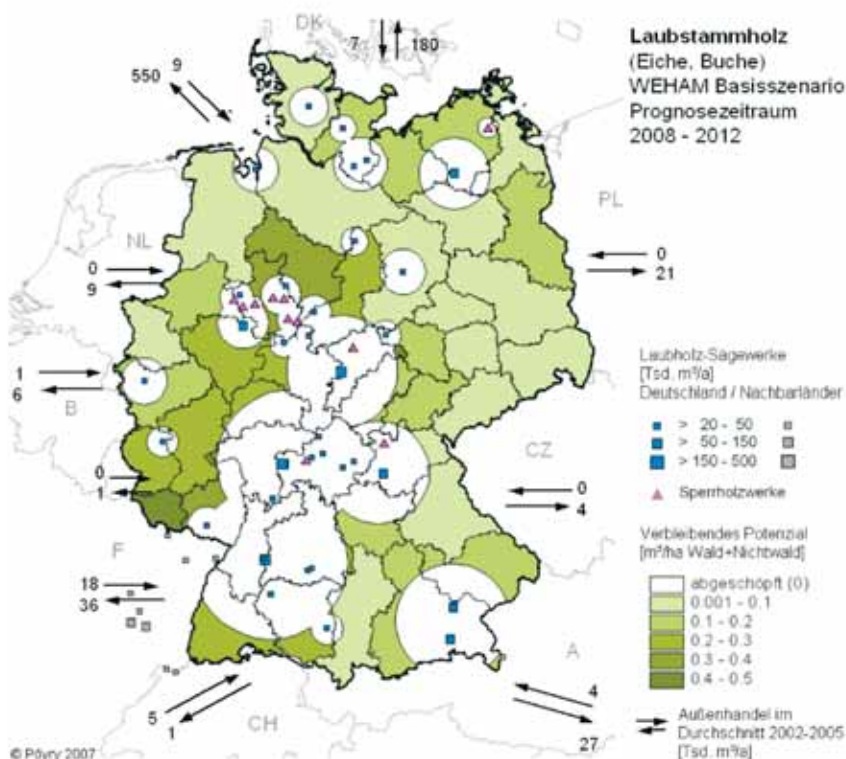 DK
7
180
9
550
Laubstammholz
(Eiche, Buche)
WEHAM Basisszenario
Prognosezeitraum
2008 - 2012
PL
NL
0
9
0
21
1
6
B
Laubholz-Sägewerke
[Tsd. m³/a]
Deutschland / Nachbarländer
> 20 - 50
> 50 - 150
> 150 - 500
Sperrholzwerke
CZ
0
1
0
4
F
18
36
Verbleibendes Potenzial
[m³/ha Wald+Nichtwald]
abgeschöpft (0)
0.001 - 0.1
0.1 - 0.2
0.2 - 0.3
0.3 - 0.4
0.4 - 0.5
A
5
1
CH
4
27
Außenhandel im
Durchschnitt 2002-2005
[Tsd. m³/a]
© Pöyry 2007